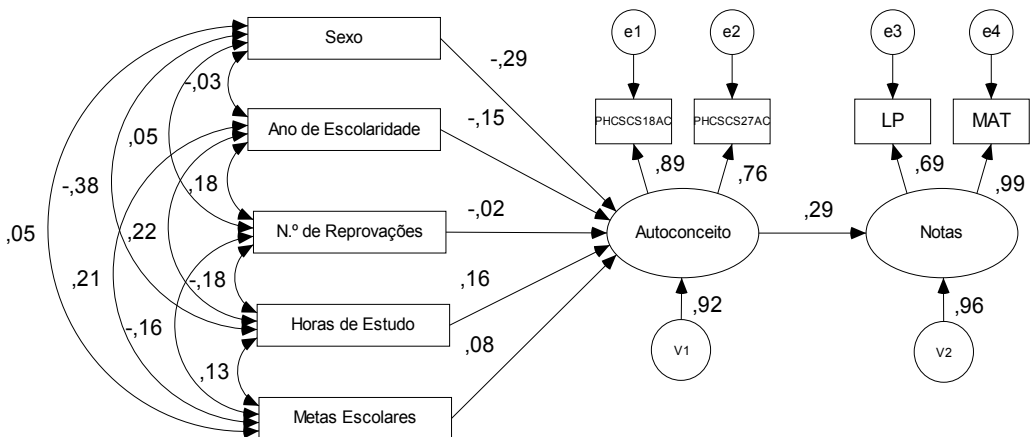 e1
e2
e3
e4
Sexo
-,29
-,03
PHCSCS18AC
PHCSCS27AC
LP
MAT
Ano de Escolaridade
-,15
,05
,89
,76
,69
,99
-,38
,18
-,02
,05
,22
N.º de Reprovações
Autoconceito
,29
Notas
,21
-,18
,16
-,16
Horas de Estudo
,92
,96
,08
V1
V2
,13
Metas Escolares